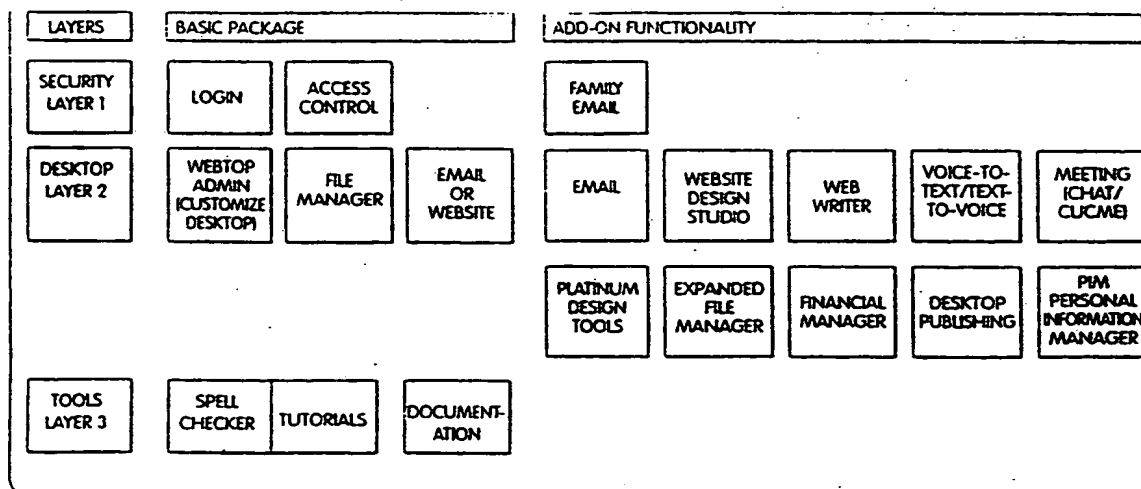 LAYERS
BASIC PACKAGE
ADD-ON FUNCTIONALITY
SECURITY
LAYER 1
LOGIN
ACCESS
CONTROL
FAMILY
EMAIL
DESKTOP
LAYER 2
WEBTOP
ADMIN
(CUSTOMIZE
DESKTOP)
FILE
MANAGER
EMAIL
OR
WEBSITE
EMAIL
WEBSITE
DESIGN
STUDIO
WEB
WRITER
VOICE-TO-
TEXT/TEXT-
TO-VOICE
MEETING
(CHAT/
CUCME)
PLATINUM
DESIGN
TOOLS
EXPANDED
FILE
MANAGER
FINANCIAL
MANAGER
DESKTOP
PUBLISHING
PIM
PERSONAL
INFORMATION
MANAGER
TOOLS
LAYER 3
SPELL
CHECKER
TUTORIALS
DOCUMENT-
ATION